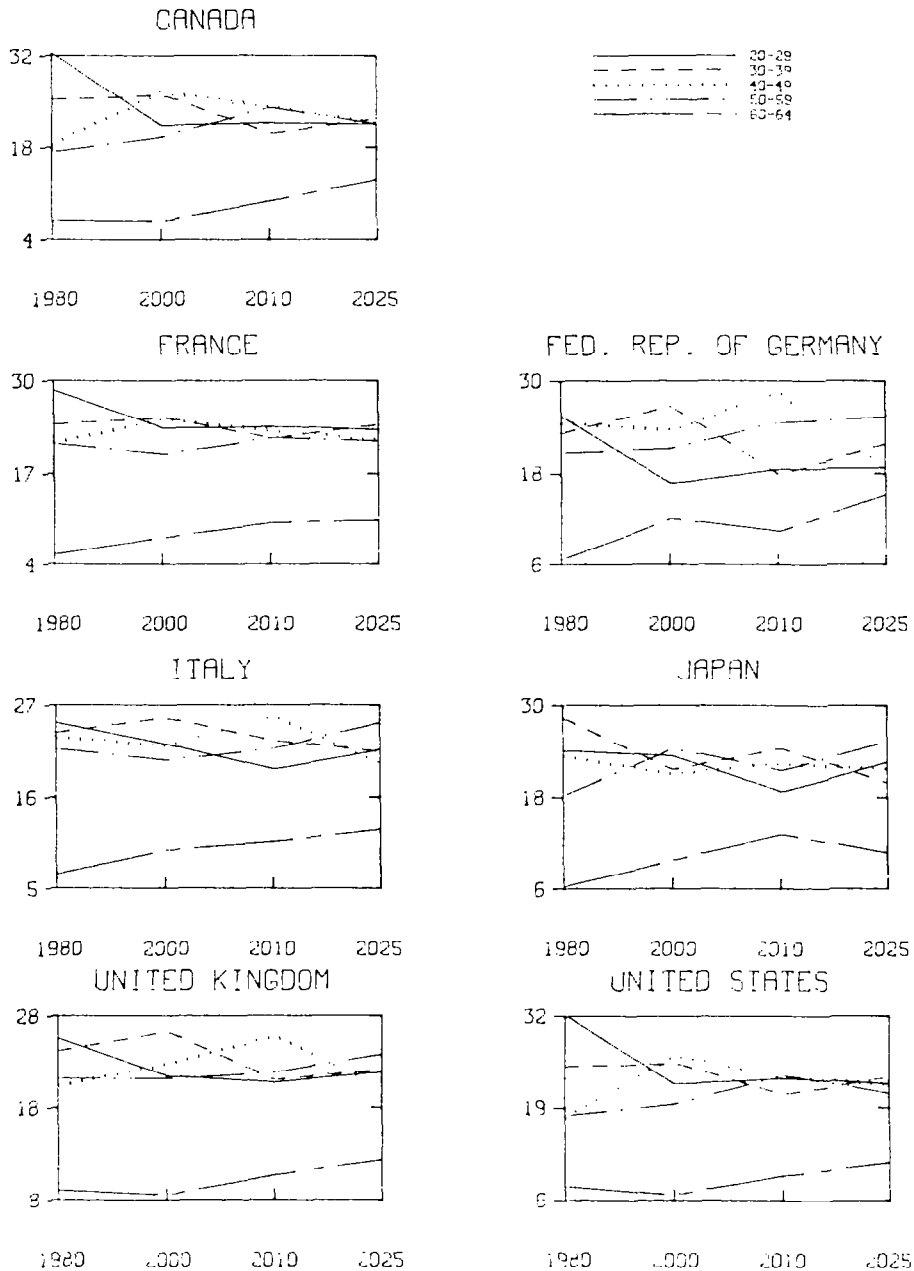 CANADA
32
18
4
1980 2000 2010 2025
20-29
30-39
40-49
50-59
60-64
FRANCE
30
17
4
1980 2000 2010 2025
FED. REP. OF GERMANY
30
18
6
1980 2000 2010 2025
ITALY
27
16
5
1980 2000 2010 2025
JAPAN
30
18
6
1980 2000 2010 2025
UNITED KINGDOM
28
18
8
1980 2000 2010 2025
UNITED STATES
32
19
6
1980 2000 2010 2025